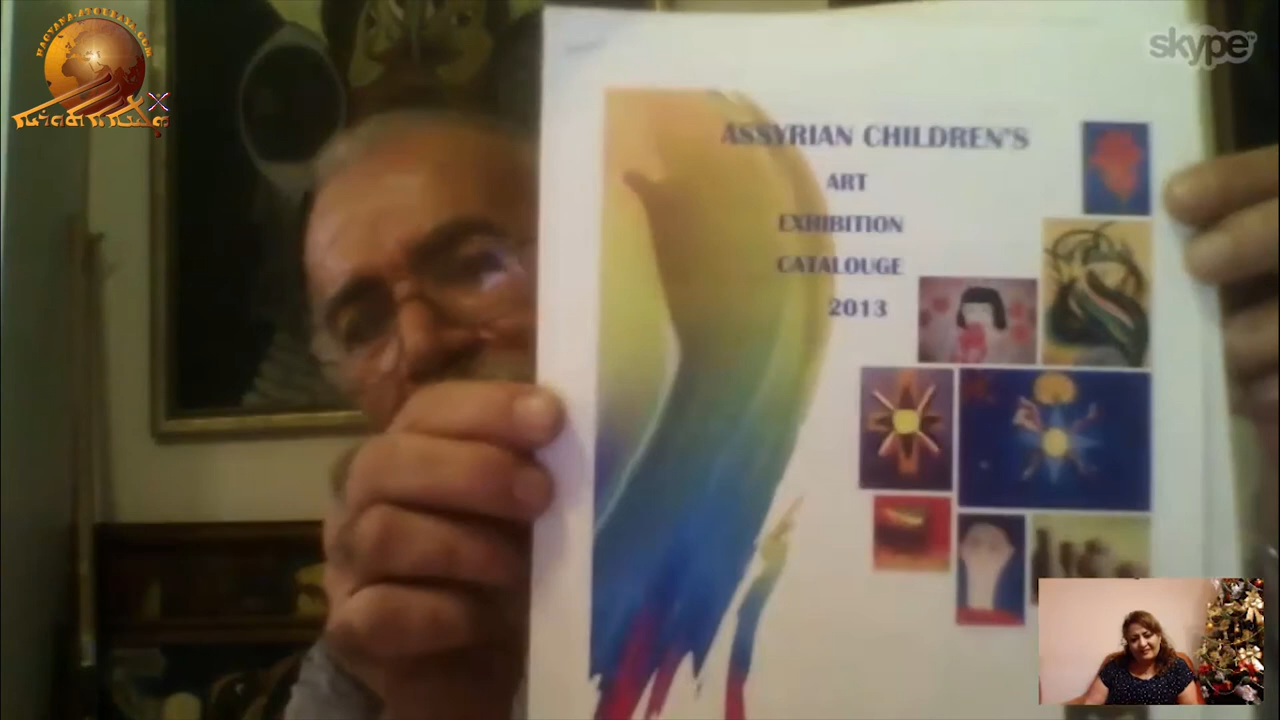 skype
ASSYRIAN CHILDREN'S
ART
EXHIBITION
CATALOUGE
2013